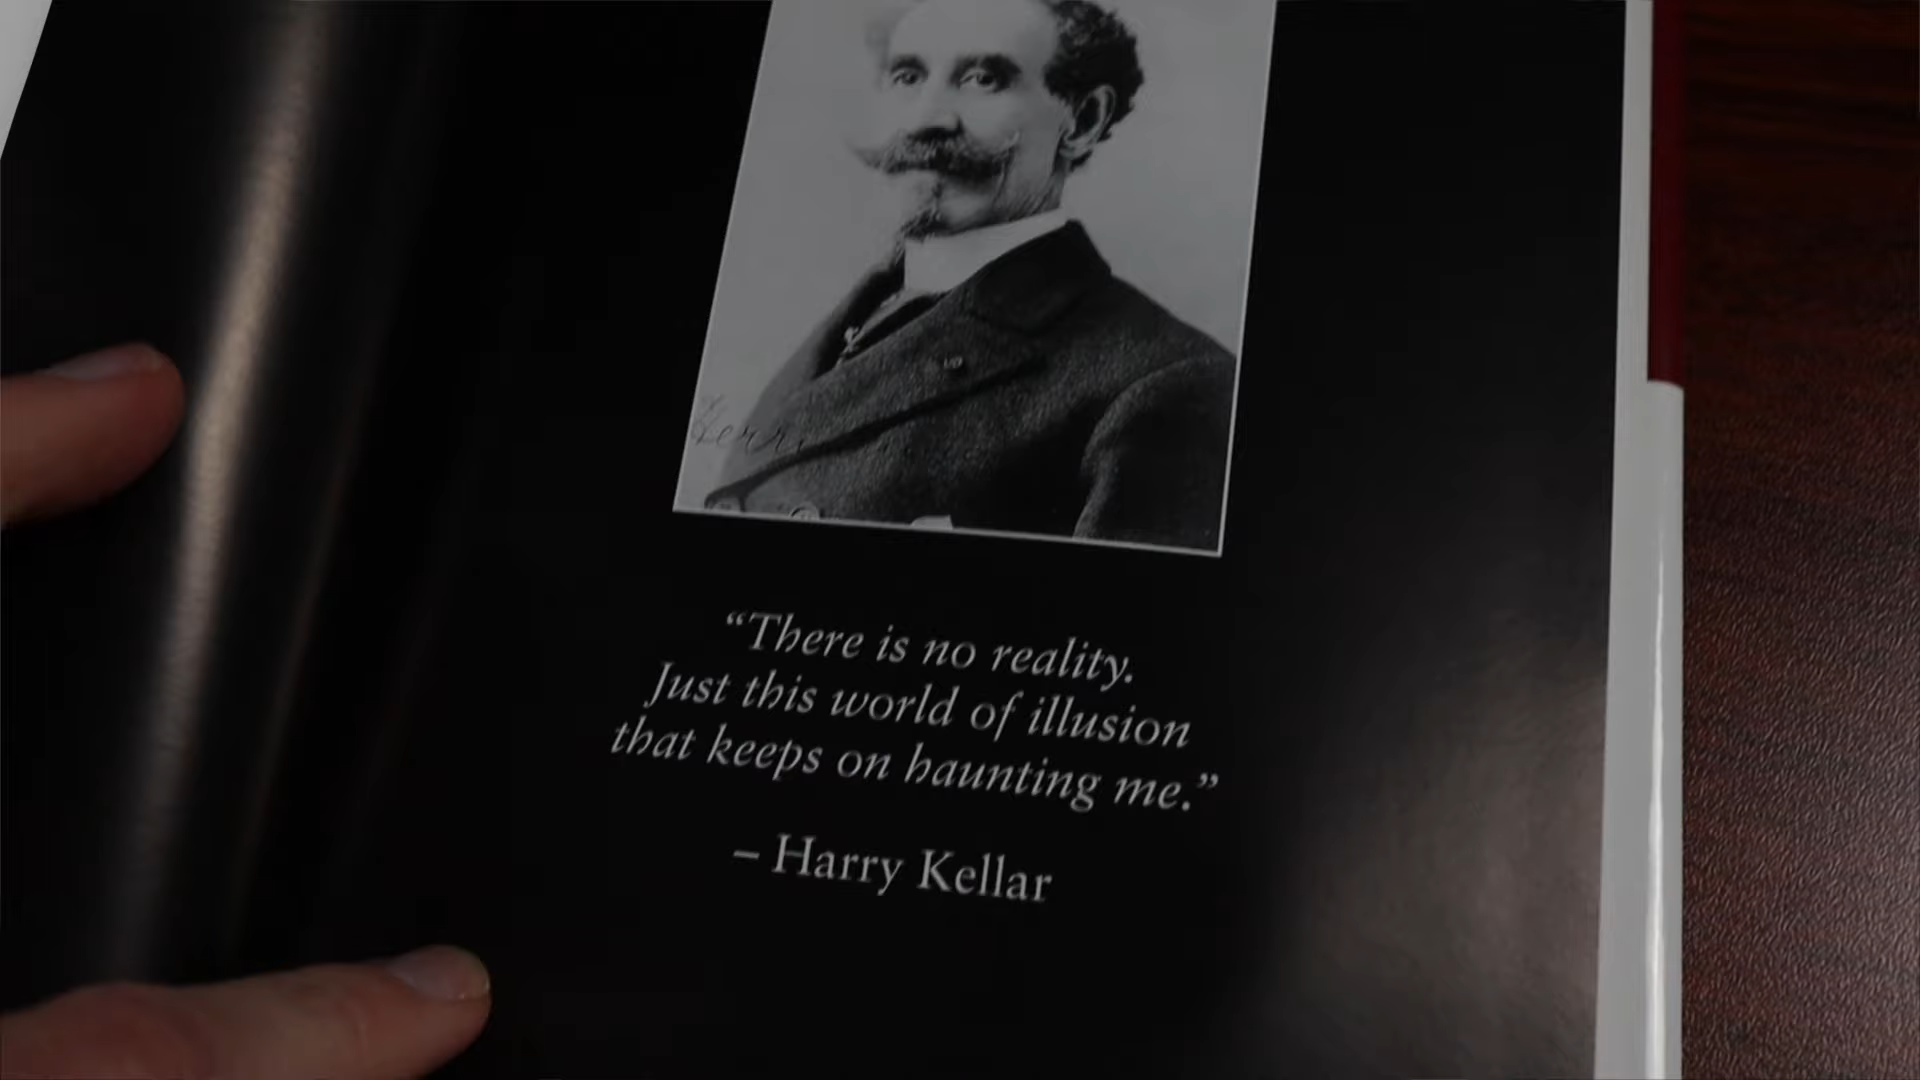 “There is no reality.
Just this world of illusion
that keeps on haunting me.”
– Harry Kellar